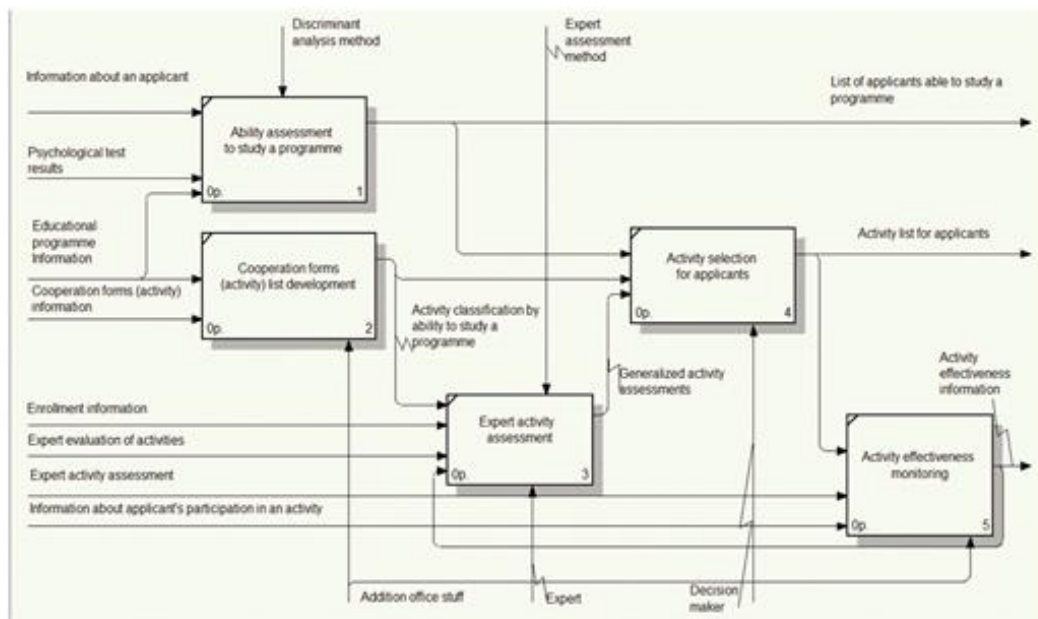 Discriminant
analysis method
Expert
assessment
method
Information about an applicant
List of applicants able to study a
programme
Ability assessment
to study a programme
0p.
1
Psychological test
results
Educational
programme
Information
Cooperation forms (activity)
information
Cooperation forms
(activity) list development
0p.
2
Activity selection
for applicants
0p.
4
Activity list for applicants
Activity classification by
ability to study a
programme
Generalized activity
assessments
Activity
effectiveness
information
Enrollment information
Expert evaluation of activities
Expert activity assessment
Information about applicant's participation in an activity
Expert activity
assessment
0p.
3
Activity effectiveness
monitoring
0p.
5
Addition office stuff
Expert
Decision
maker